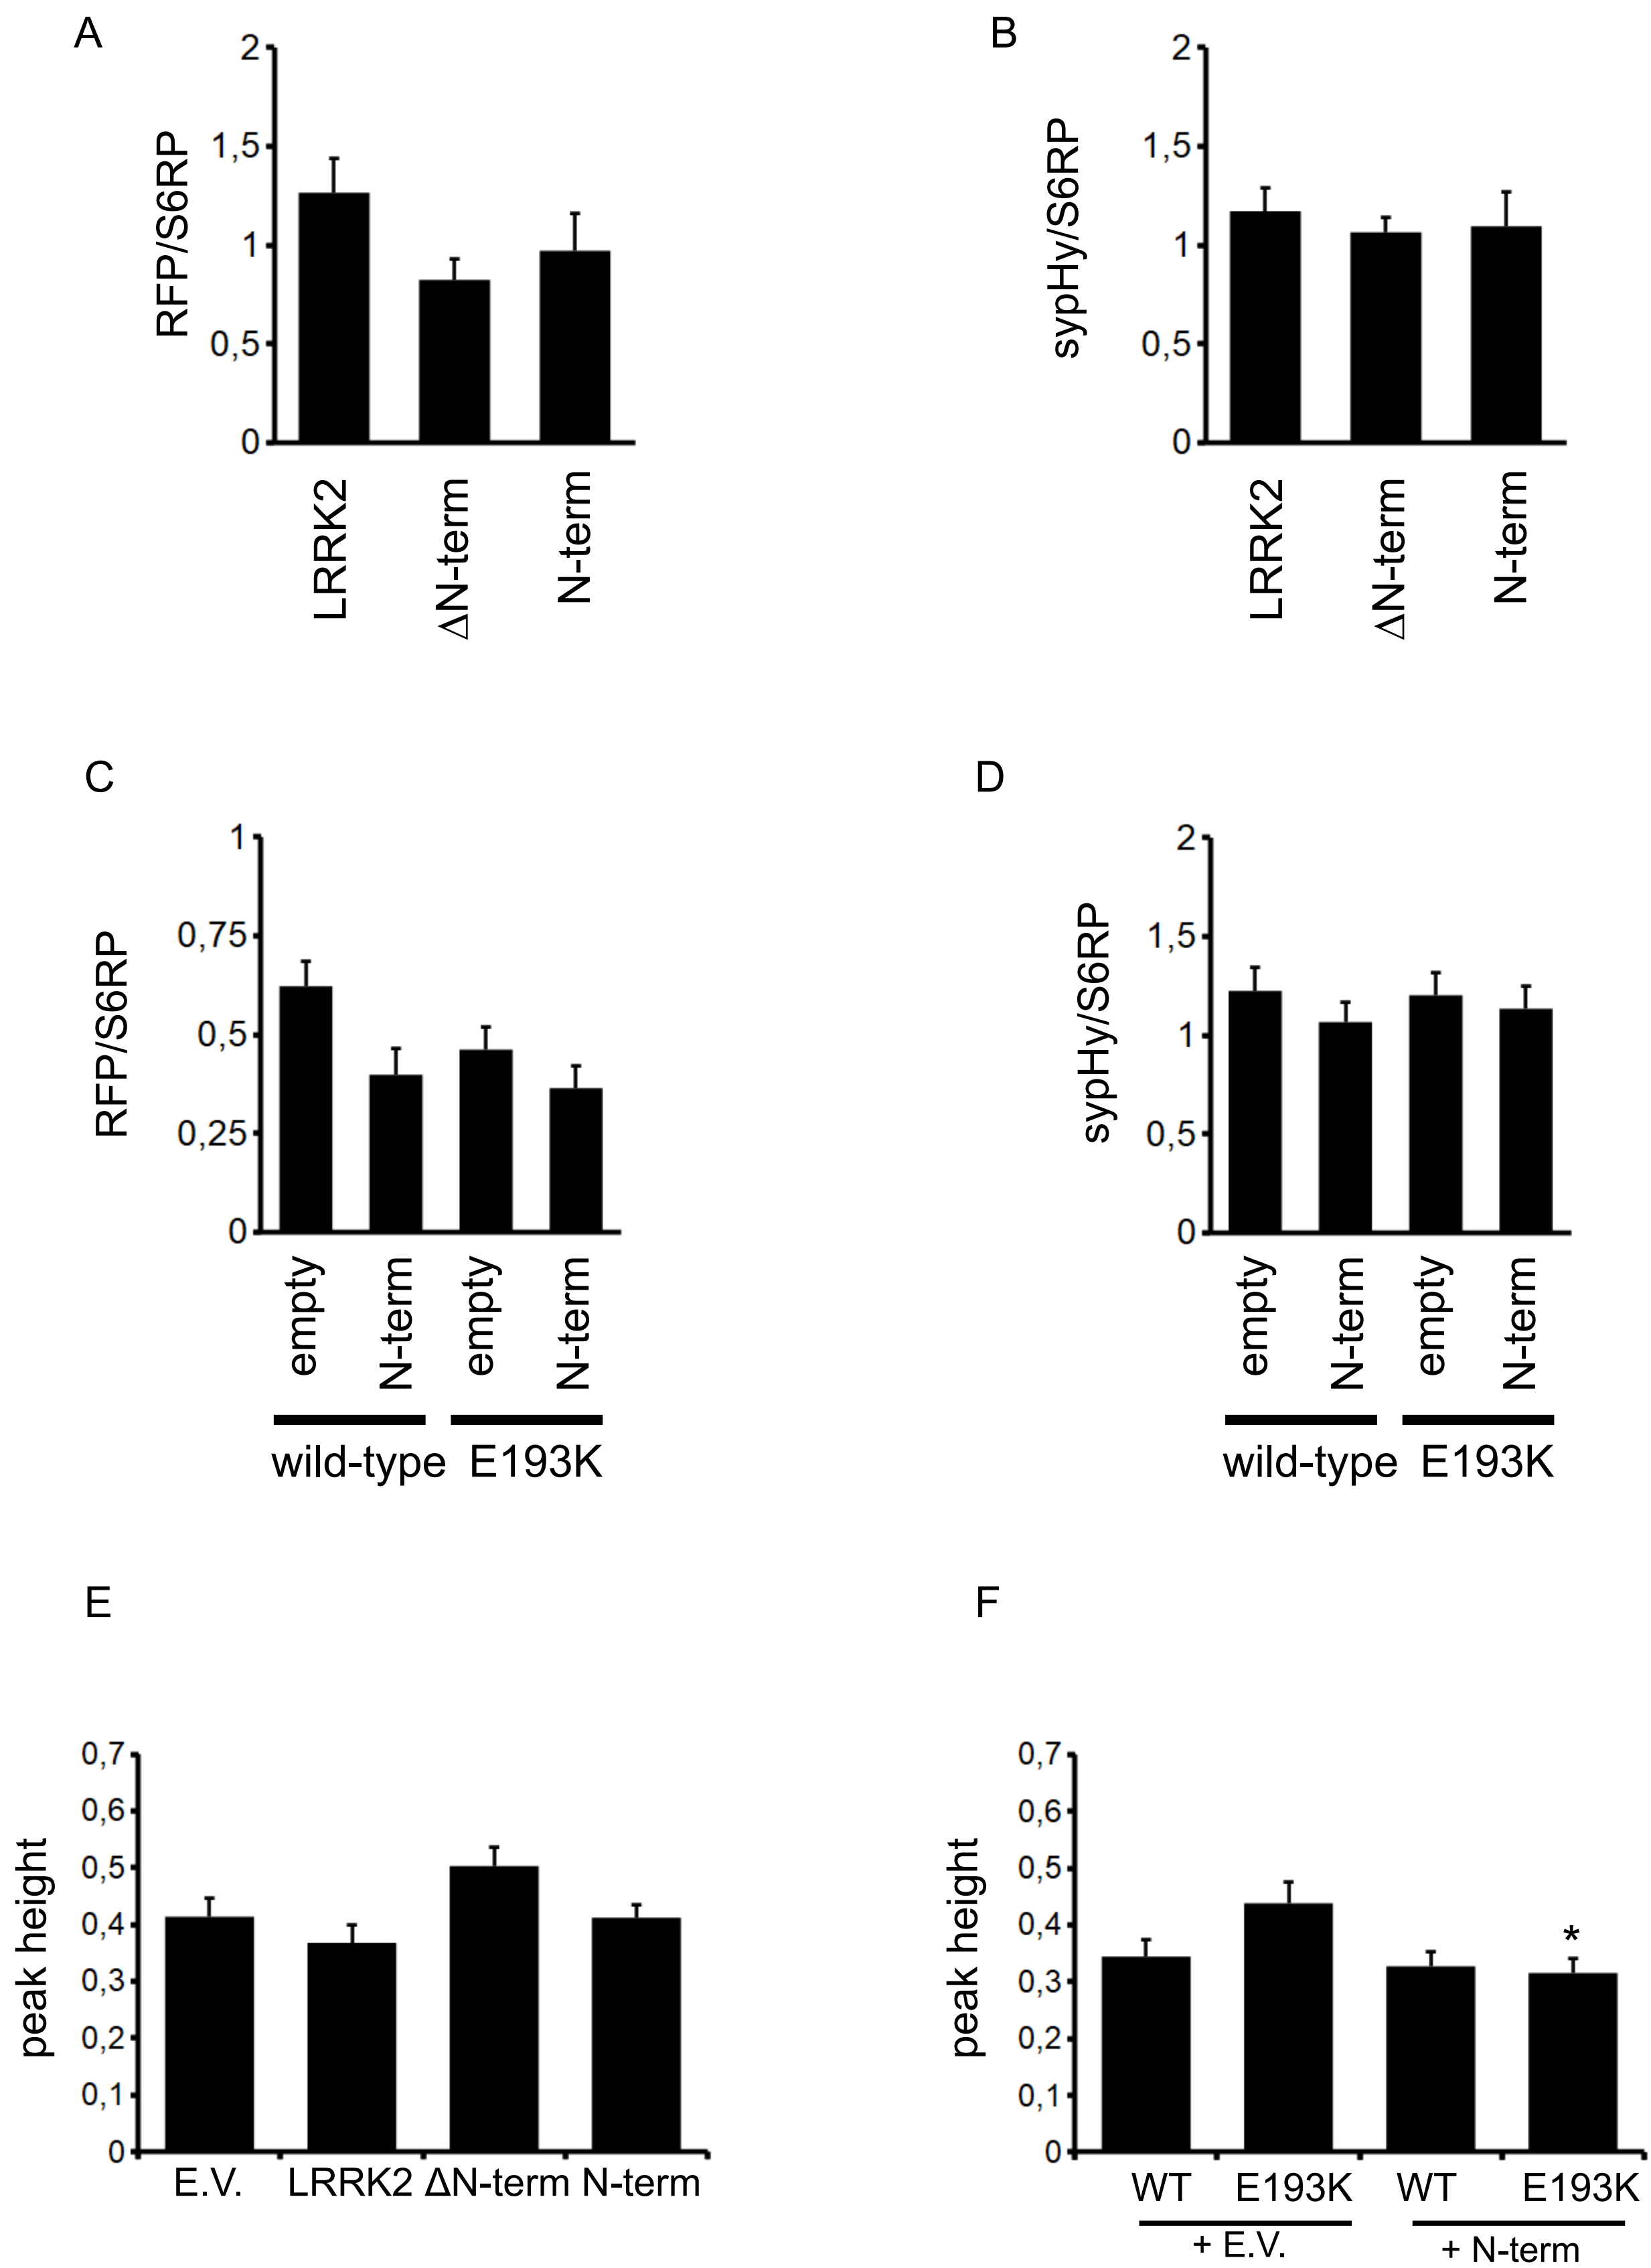 A
RFP/S6RP
2
1,5
1
0,5
0
LRRK2
ΔN-term
N-term
B
sypHy/S6RP
2
1,5
1
0,5
0
LRRK2
ΔN-term
N-term
C
RFP/S6RP
1
0,75
0,5
0,25
0
empty
N-term
empty
N-term
wild-type E193K
D
sypHy/S6RP
2
1,5
1
0,5
0
empty
N-term
empty
N-term
wild-type E193K
E
peak height
0,7
0,6
0,5
0,4
0,3
0,2
0,1
0
E.V. LRRK2 ΔN-term N-term
F
peak height
0,7
0,6
0,5
0,4
0,3
0,2
0,1
0
*
WT E193K WT E193K
+ E.V. + N-term